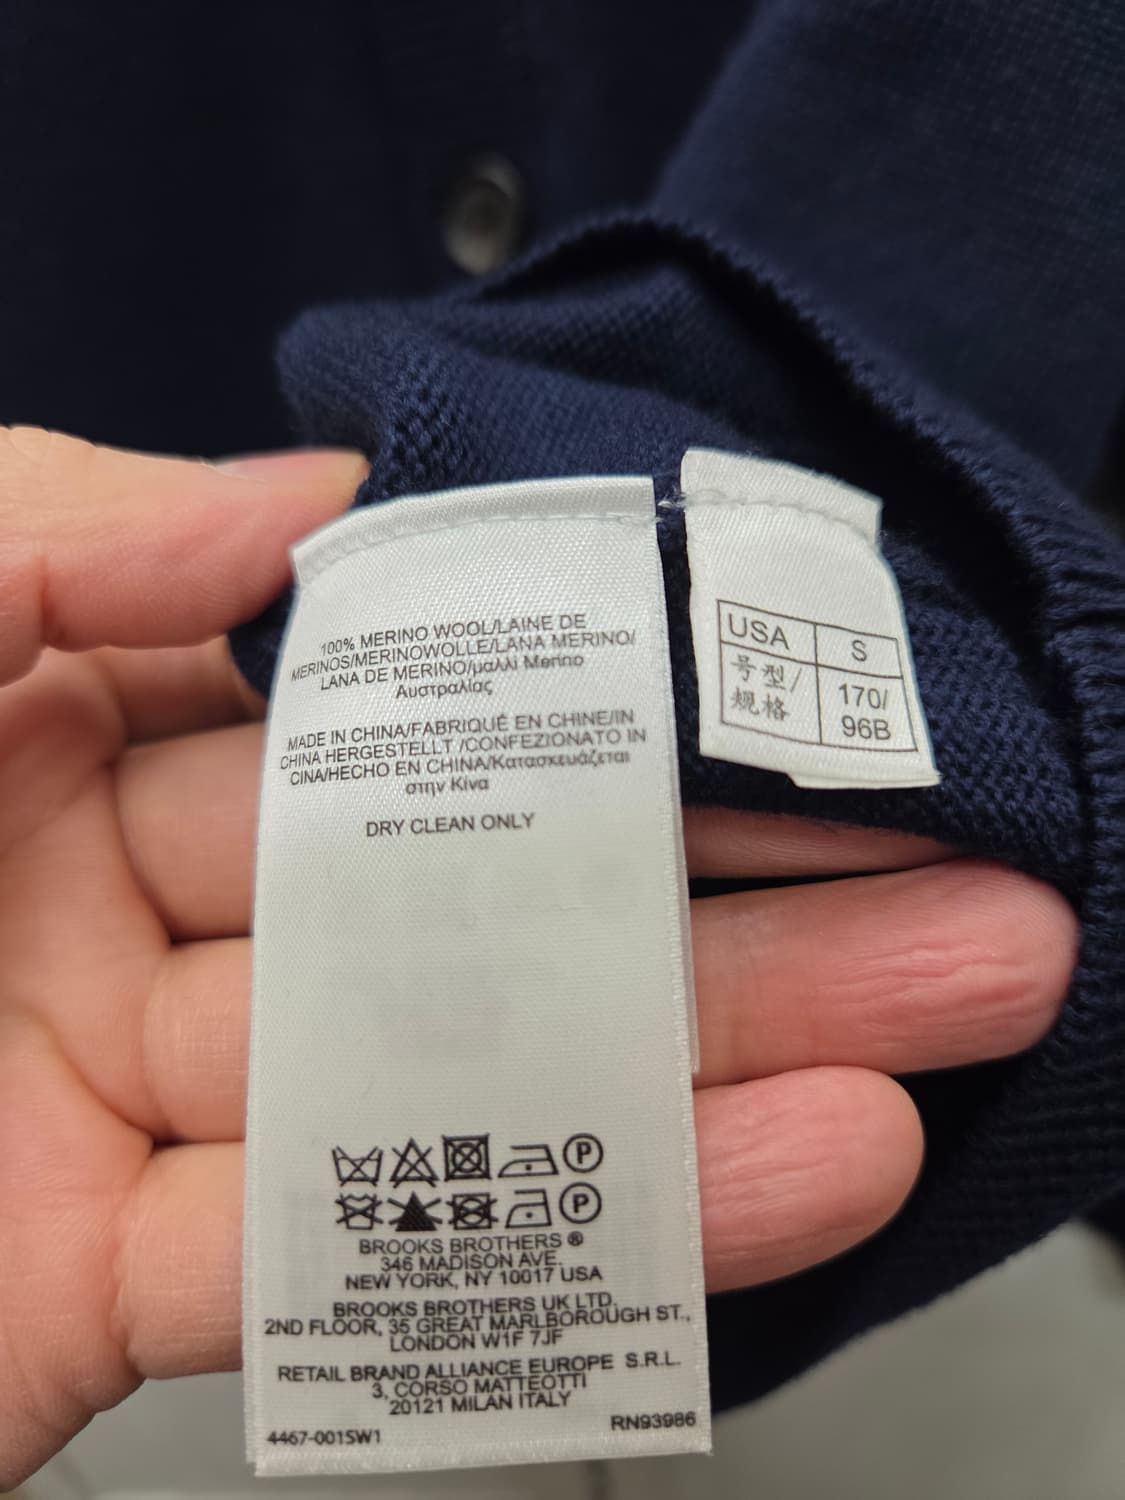 100% MERINO WOOL/LAINE DE
MERINOS/MERINOWOLLE/LANA MERINO/
LANA DE MERINO/μαλλί Merino
Αυστραλίας
MADE IN CHINA/FABRIQUÉ EN CHINE/IN
CHINA HERGESTELLT /CONFEZIONATO IN
CINA/HECHO EN CHINA/Κατασκευάζεται
στην Κίνα
DRY CLEAN ONLY
P
P
BROOKS BROTHERS ®
346 MADISON AVE.
NEW YORK, NY 10017 USA
BROOKS BROTHERS UK LTD.
2ND FLOOR, 35 GREAT MARLBOROUGH ST.,
LONDON W1F 7JF
RETAIL BRAND ALLIANCE EUROPE S.R.L.
3, CORSO MATTEOTTI
20121 MILAN ITALY
4467-001SW1 RN93986
USA S
号型/ 170/
规格 96B